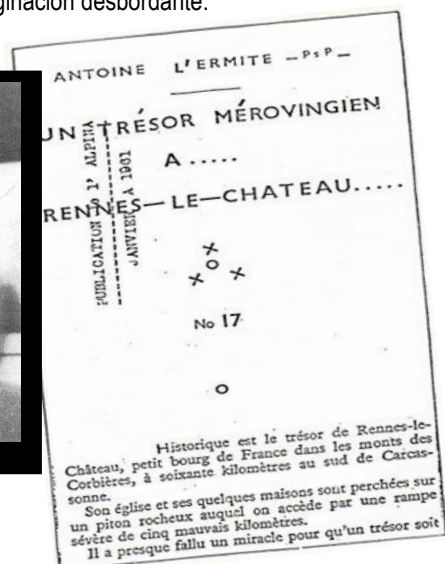 ginación desbordante.
ANTOINE L'ERMITE –PsP–
UN TRÉSOR MÉROVINGIEN
A .....
RENNES–LE–CHATEAU.....
PUBLICATION l' ALPINA
JANVIER A 1961
No 17
Historique est le trésor de Rennes-le-
Château, petit bourg de France dans les monts des
Corbières, à soixante kilomètres au sud de Carcas-
sonne.
Son église et ses quelques maisons sont perchées sur
un piton rocheux auquel on accède par une rampe
sévère de cinq mauvais kilomètres.
Il a presque fallu un miracle pour qu'un trésor soit